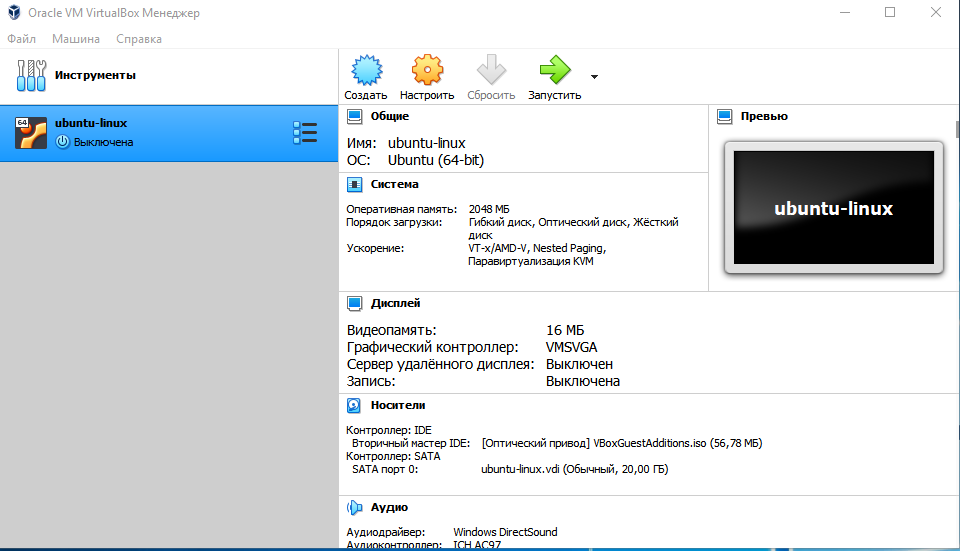 Oracle VM VirtualBox Менеджер
Файл Машина Справка
Инструменты
Создать Настроить Сбросить Запустить
64
ubuntu-linux
Выключена
Общие
Имя: ubuntu-linux
ОС: Ubuntu (64-bit)
Превью
ubuntu-linux
Система
Оперативная память: 2048 МБ
Порядок загрузки: Гибкий диск, Оптический диск, Жёсткий
диск
Ускорение: VT-x/AMD-V, Nested Paging,
Паравиртуализация KVM
Дисплей
Видеопамять: 16 МБ
Графический контроллер: VMSVGA
Сервер удалённого дисплея: Выключен
Запись: Выключена
Носители
Контроллер: IDE
Вторичный мастер IDE: [Оптический привод] VBoxGuestAdditions.iso (56,78 МБ)
Контроллер: SATA
SATA порт 0: ubuntu-linux.vdi (Обычный, 20,00 ГБ)
Аудио
Аудиодрайвер: Windows DirectSound
Аудиоконтроллер: ICH AC97